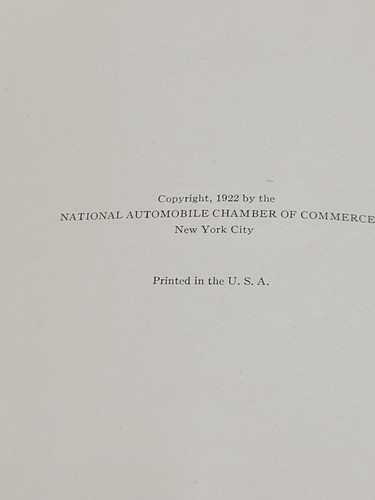 Copyright, 1922 by the
NATIONAL AUTOMOBILE CHAMBER OF COMMERCE
New York City
Printed in the U. S. A.